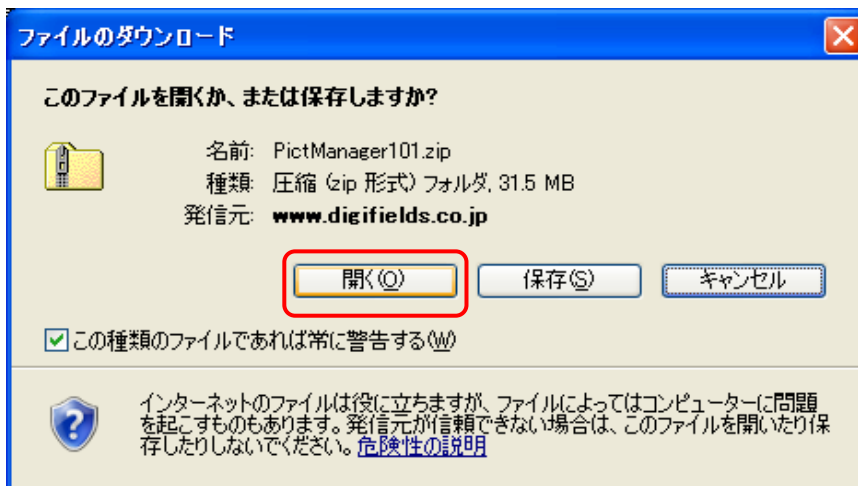 ファイルのダウンロード
このファイルを開くか、または保存しますか?
名前: PictManager101.zip
種類: 圧縮 (zip 形式) フォルダ, 31.5 MB
発信元: www.digifields.co.jp
開く(O) 保存(S) キャンセル
この種類のファイルであれば常に警告する(W)
インターネットのファイルは役に立ちますが、ファイルによってはコンピューターに問題
を起こすものもあります。発信元が信頼できない場合は、このファイルを開いたり保
存したりしないでください。危険性の説明